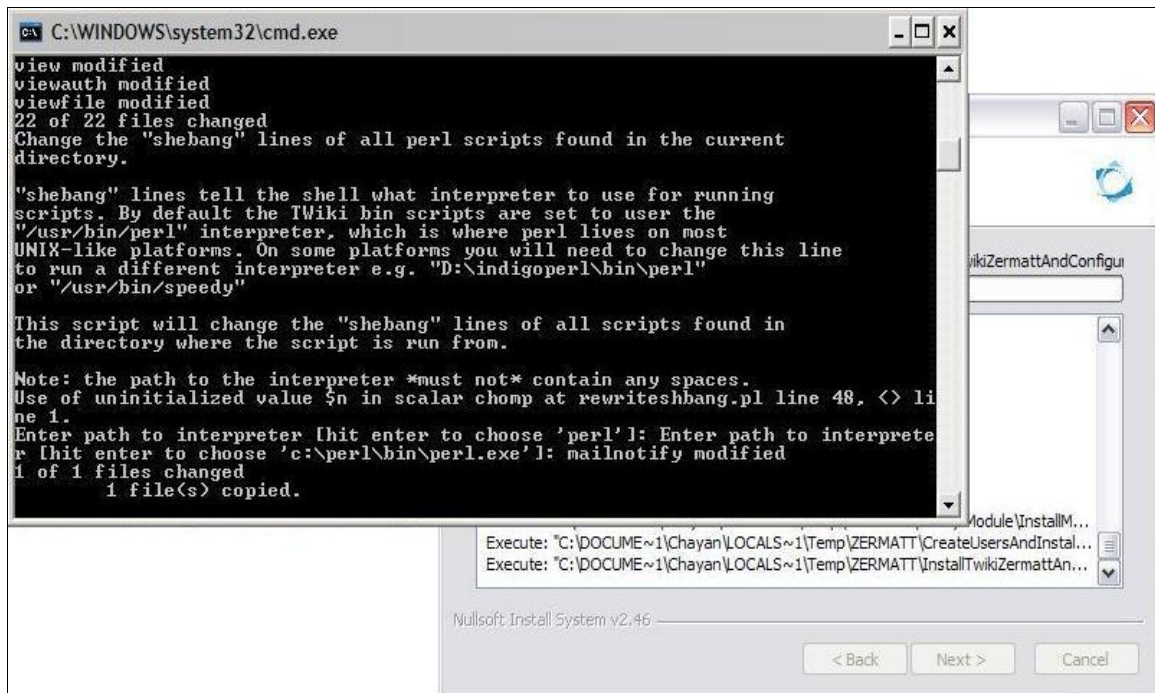 C:\WINDOWS\system32\cmd.exe
view modified
viewauth modified
viewfile modified
22 of 22 files changed
Change the "shebang" lines of all perl scripts found in the current
directory.
"shebang" lines tell the shell what interpreter to use for running
scripts. By default the TWiki bin scripts are set to user the
"/usr/bin/perl" interpreter, which is where perl lives on most
UNIX-like platforms. On some platforms you will need to change this line
to run a different interpreter e.g. "D:\indigoperl\bin\perl"
or "/usr/bin/speedy"
This script will change the "shebang" lines of all scripts found in
the directory where the script is run from.
Note: the path to the interpreter *must not* contain any spaces.
Use of uninitialized value $n in scalar chomp at rewriteshbang.pl line 48, <> li
ne 1.
Enter path to interpreter [hit enter to choose 'perl']: Enter path to interprete
r [hit enter to choose 'c:\perl\bin\perl.exe']: mailnotify modified
1 of 1 files changed
1 file(s) copied.
wikiZermattAndConfigur
Module\InstallM...
Execute: "C:\DOCUME~1\Chayan\LOCALS~1\Temp\ZERMATT\CreateUsersAndInstal...
Execute: "C:\DOCUME~1\Chayan\LOCALS~1\Temp\ZERMATT\InstallTwikiZermattAn...
Nullsoft Install System v2.46
< Back
Next >
Cancel